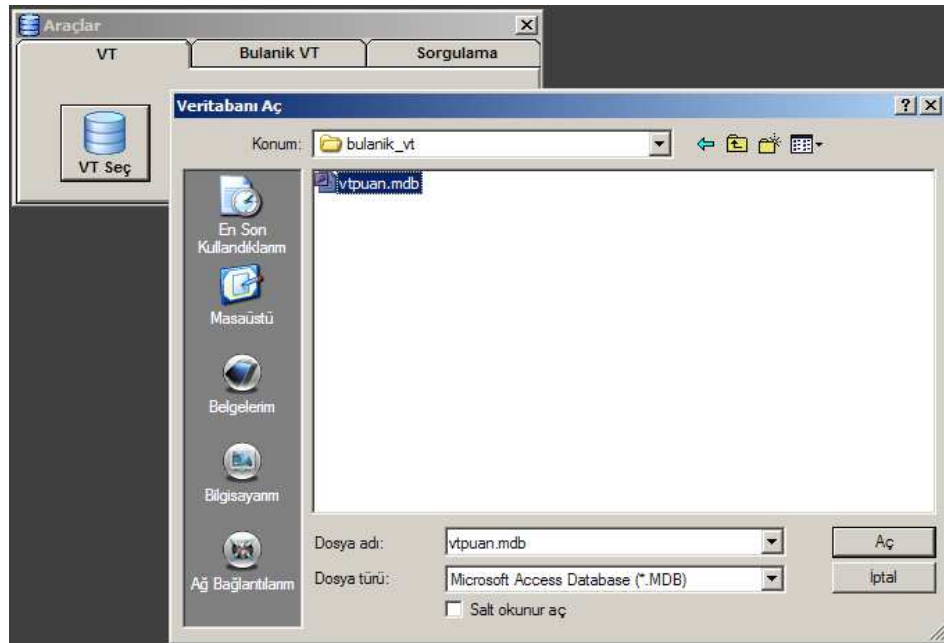 Araçlar
VT
Bulanik VT
Sorgulama
VT Seç
Veritabanı Aç
Konum:
bulanik_vt
vtpuan.mdb
En Son
Kullandıklarım
Masaüstü
Belgelerim
Bilgisayarım
Ağ Bağlantılarım
Dosya adı:
vtpuan.mdb
Aç
Dosya türü:
Microsoft Access Database (*.MDB)
İptal
Salt okunur aç